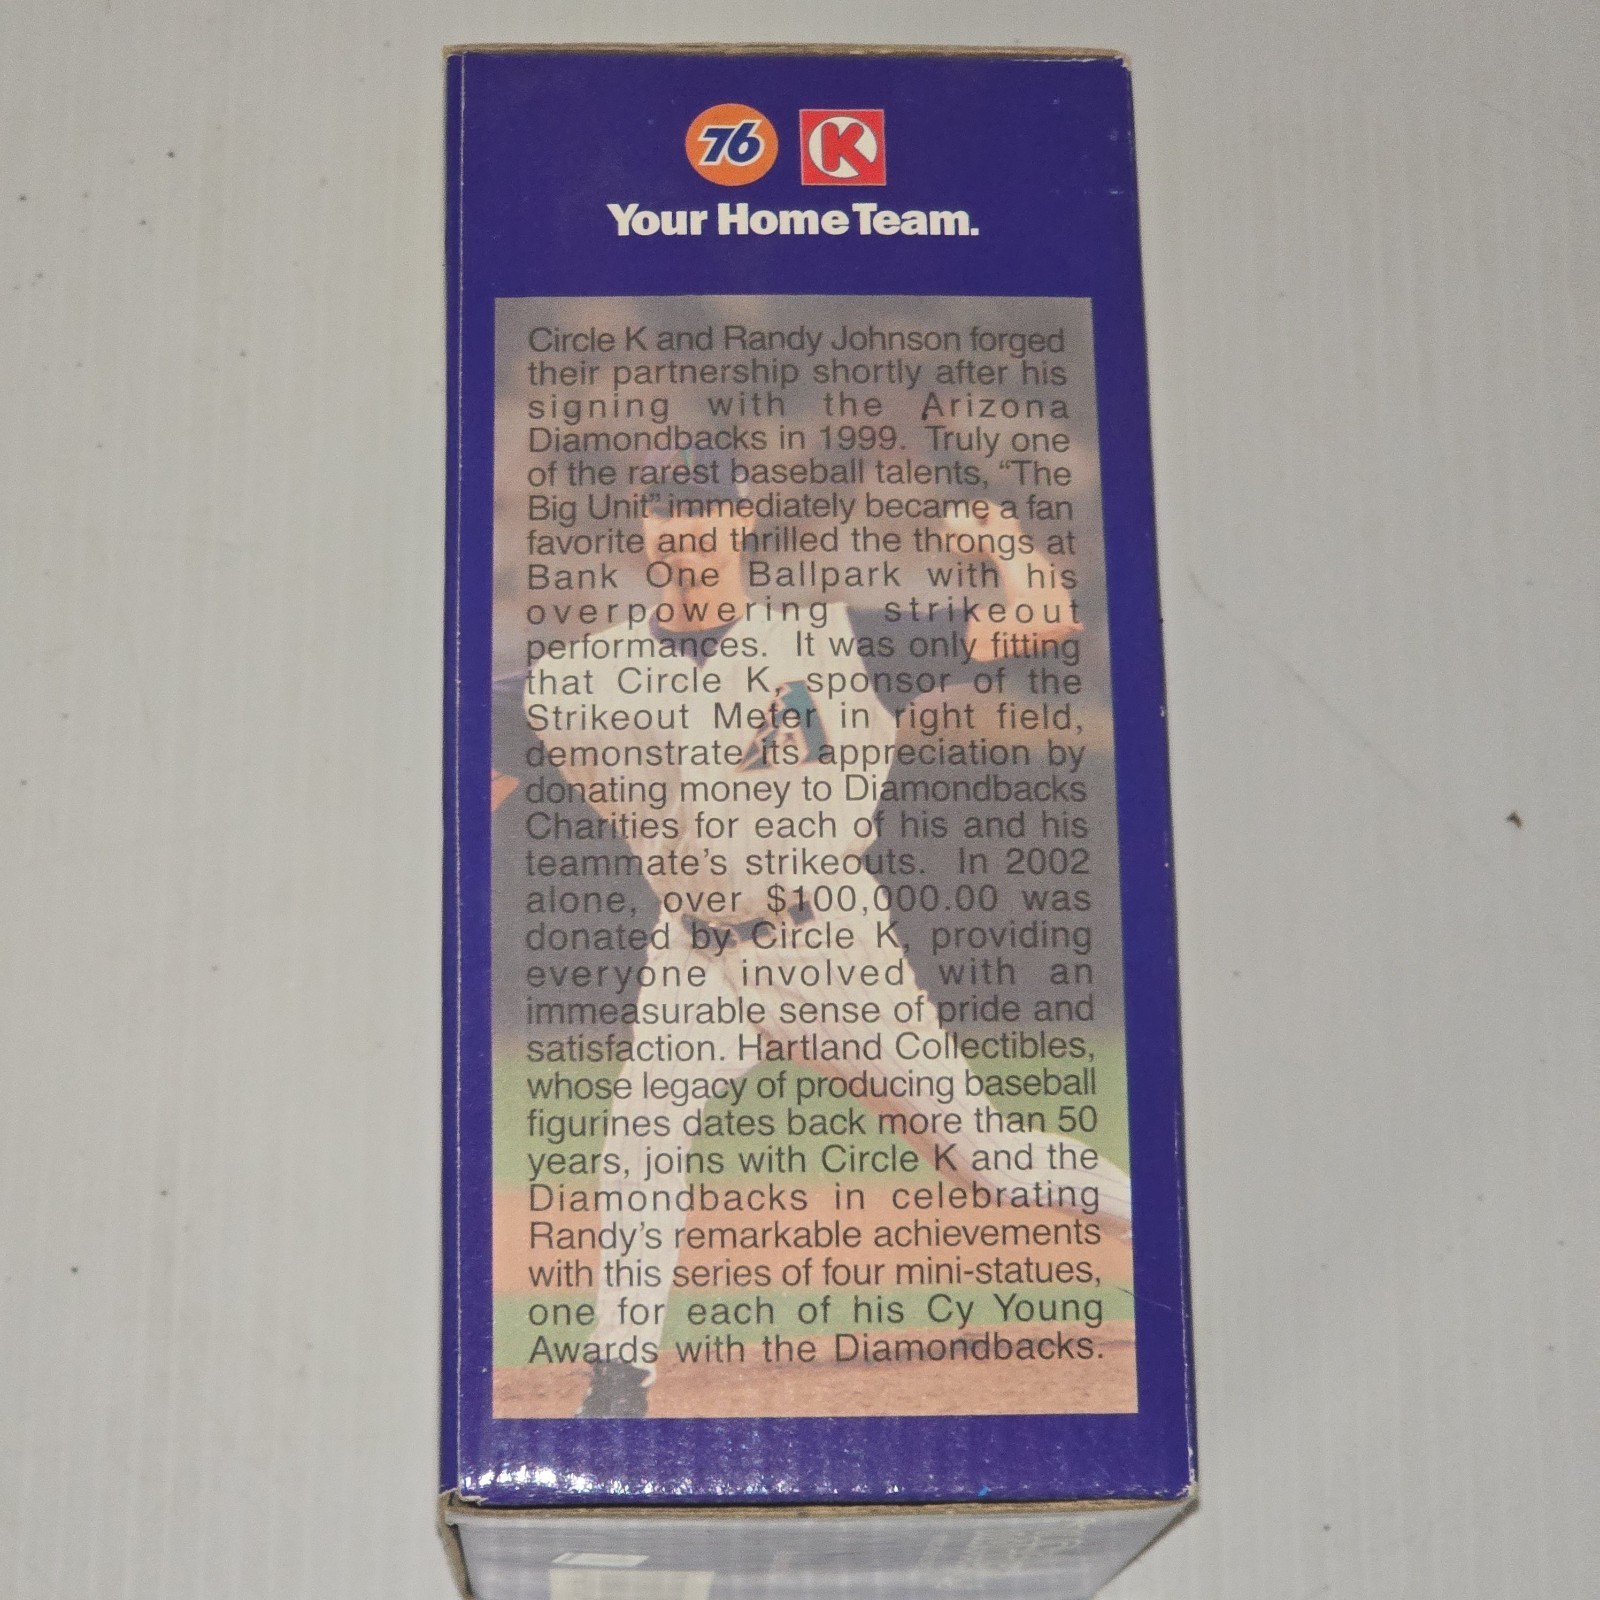 76 K
Your Home Team.
Circle K and Randy Johnson forged
their partnership shortly after his
signing with the Arizona
Diamondbacks in 1999. Truly one
of the rarest baseball talents, “The
Big Unit” immediately became a fan
favorite and thrilled the throngs at
Bank One Ballpark with his
overpowering strikeout
performances. It was only fitting
that Circle K, sponsor of the
Strikeout Meter in right field,
demonstrate its appreciation by
donating money to Diamondbacks
Charities for each of his and his
teammate’s strikeouts. In 2002
alone, over $100,000.00 was
donated by Circle K, providing
everyone involved with an
immeasurable sense of pride and
satisfaction. Hartland Collectibles,
whose legacy of producing baseball
figurines dates back more than 50
years, joins with Circle K and the
Diamondbacks in celebrating
Randy’s remarkable achievements
with this series of four mini-statues,
one for each of his Cy Young
Awards with the Diamondbacks.